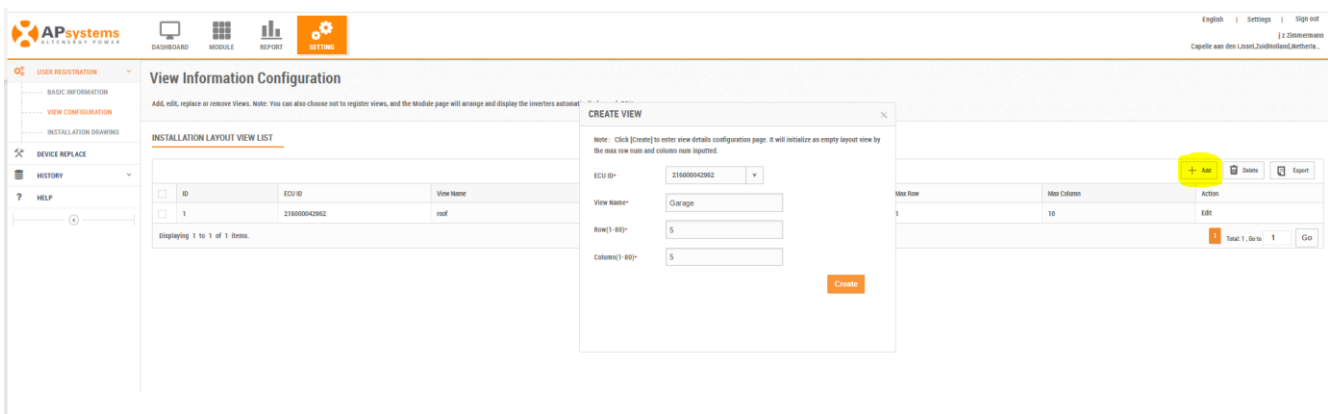 English | Settings | Sign out
APsystems
ALTENERGY POWER
DASHBOARD MODULE REPORT SETTING
j z Zimmermann
Capelle aan den IJssel,ZuidHolland,Netherla...
USER REGISTRATION
BASIC INFORMATION
VIEW CONFIGURATION
INSTALLATION DRAWING
DEVICE REPLACE
HISTORY
? HELP
View Information Configuration
Add, edit, replace or remove Views. Note: You can also choose not to register views, and the Module page will arrange and display the inverters
INSTALLATION LAYOUT VIEW LIST
+ Add Delete Export
ID ECU ID View Name Max Row Max Column Action
1 216000042962 roof 10 Edit
Displaying 1 to 1 of 1 items.
1 Total: 1 , Go to 1 Go
CREATE VIEW
Note : Click [Create] to enter view details configuration page. It will initialize an empty layout view by
the max row num and column num inputted.
ECU ID* 216000042962
View Name* Garage
Row(1-80)* 5
Column(1-80)* 5
Create